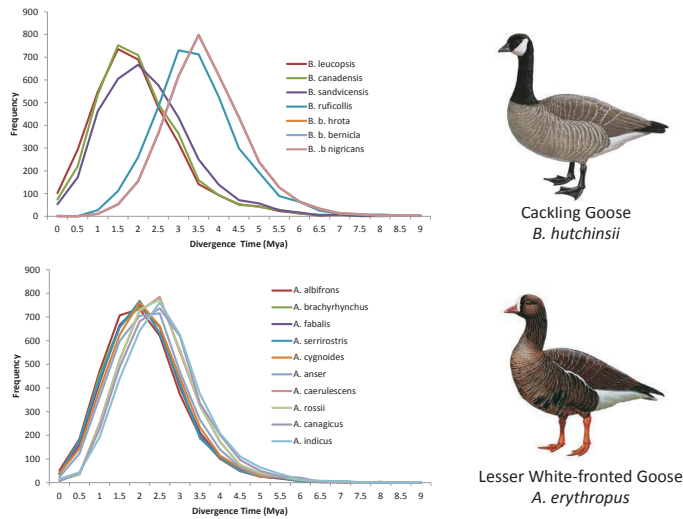 900
800
700
600
500
400
300
200
100
0
Frequency
0 0.5 1 1.5 2 2.5 3 3.5 4 4.5 5 5.5 6 6.5 7 7.5 8 8.5 9
Divergence Time (Mya)
B. leucopsis
B. canadensis
B. sandvicensis
B. ruficollis
B. b. hrota
B. b. bernicla
B. .b nigricans
Cackling Goose
B. hutchinsii
900
800
700
600
500
400
300
200
100
0
Frequency
0 0.5 1 1.5 2 2.5 3 3.5 4 4.5 5 5.5 6 6.5 7 7.5 8 8.5 9
Divergence Time (Mya)
A. albifrons
A. brachyrhynchus
A. fabalis
A. serrirostris
A. cygnoides
A. anser
A. caerulescens
A. rossii
A. canagicus
A. indicus
Lesser White-fronted Goose
A. erythropus